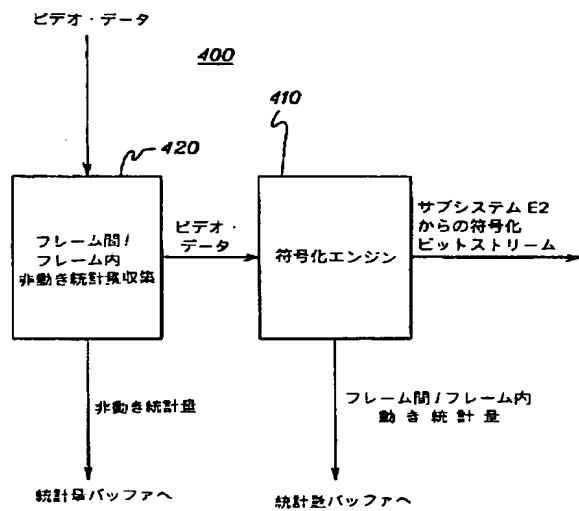 ビデオ・データ
400
410
420
フレーム間/
フレーム内
非動き統計量収集
ビデオ・
データ
符号化エンジン
サブシステム E2
からの符号化
ビットストリーム
非動き統計量
フレーム間/フレーム内
動き統計量
統計量バッファへ
統計量バッファへ